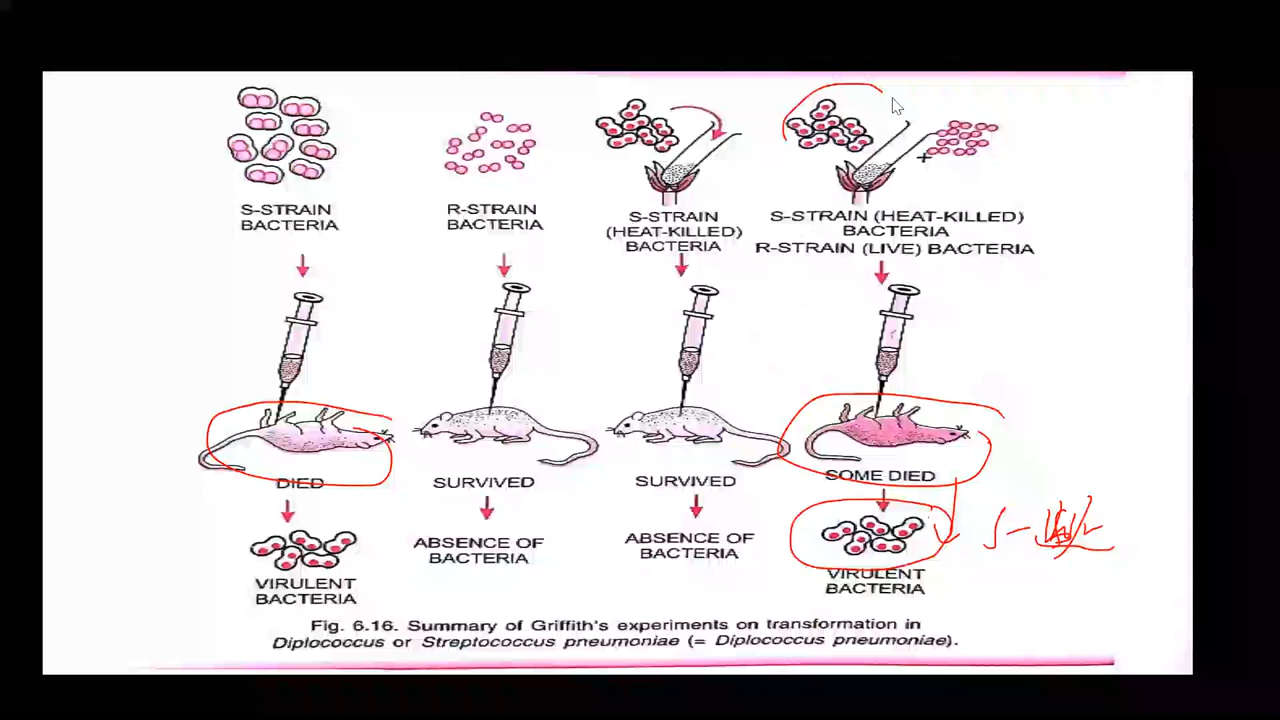 S-STRAIN
BACTERIA
R-STRAIN
BACTERIA
S-STRAIN
(HEAT-KILLED)
BACTERIA
S-STRAIN (HEAT-KILLED)
BACTERIA
R-STRAIN (LIVE) BACTERIA
+
DIED
SURVIVED
SURVIVED
SOME DIED
VIRULENT
BACTERIA
ABSENCE OF
BACTERIA
ABSENCE OF
BACTERIA
VIRULENT
BACTERIA
S-
Fig. 6.16. Summary of Griffith's experiments on transformation in
Diplococcus or Streptococcus pneumoniae (= Diplococcus pneumoniae).